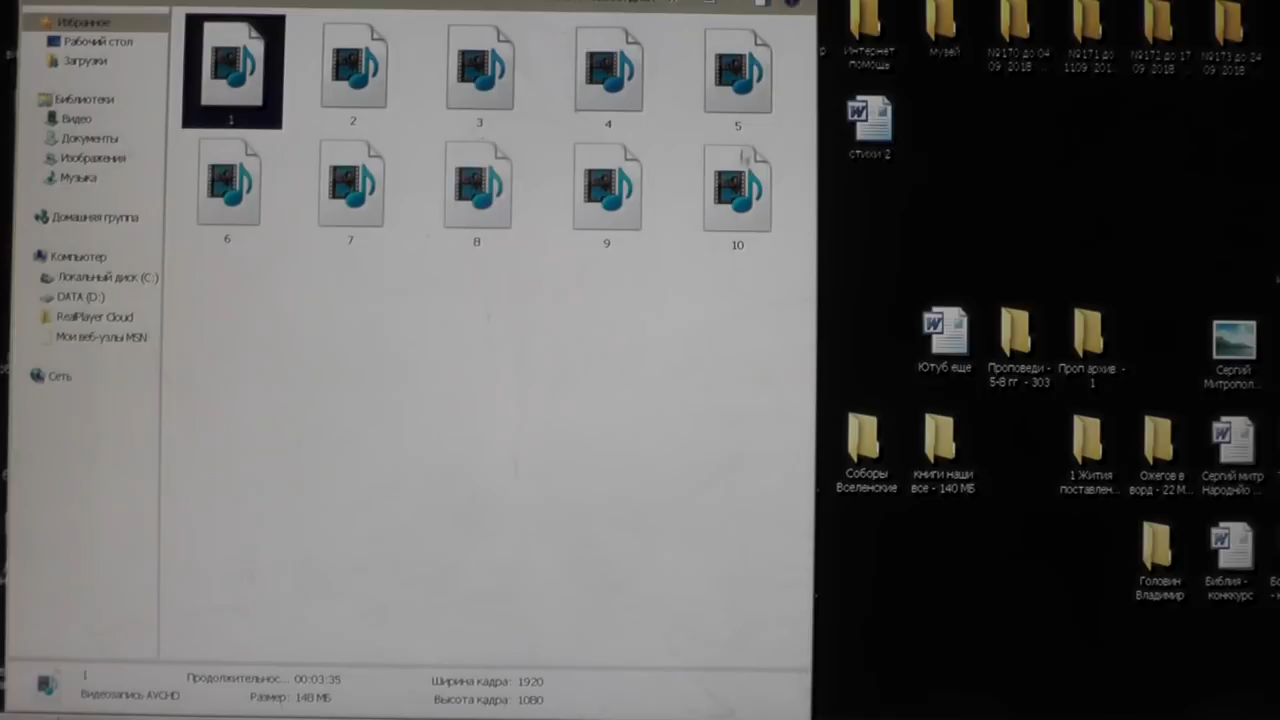 Избранное
Рабочий стол
Загрузки
Библиотеки
Видео
Документы
Изображения
Музыка
Домашняя группа
Компьютер
Локальный диск (C:)
DATA (D:)
RealPlayer Cloud
Мои веб-узлы MSN
Сеть
1
2
3
4
5
6
7
8
9
10
1
Видеозапись AVCHD
Продолжительнос... 00:03:35
Размер: 148 МБ
Ширина кадра: 1920
Высота кадра: 1080
Интернет
помощь
музей
№170 до 04
09 2018 ...
№171 до
1109 201...
№172 до 17
09 2018 ...
№173 до 24
09 2018 ...
стихи 2
Ютуб еще
Проповеди -
5-8 гг - 303
Проп архив -
1
Сергий
Митропол...
Соборы
Вселенские
книги наши
все - 140 МБ
1 Жития
поставлен...
Ожегов в
ворд - 22 М...
Сергий митр
Народнйо ...
Головин
Владимир
Библия -
конккурс